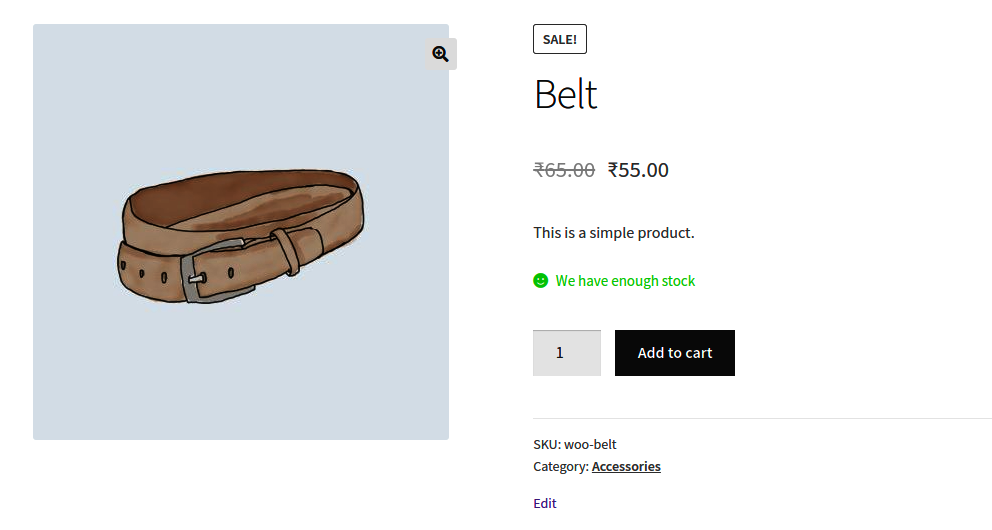 SALE!
Belt
₹65.00 ₹55.00
This is a simple product.
We have enough stock
1 Add to cart
SKU: woo-belt
Category: Accessories
Edit